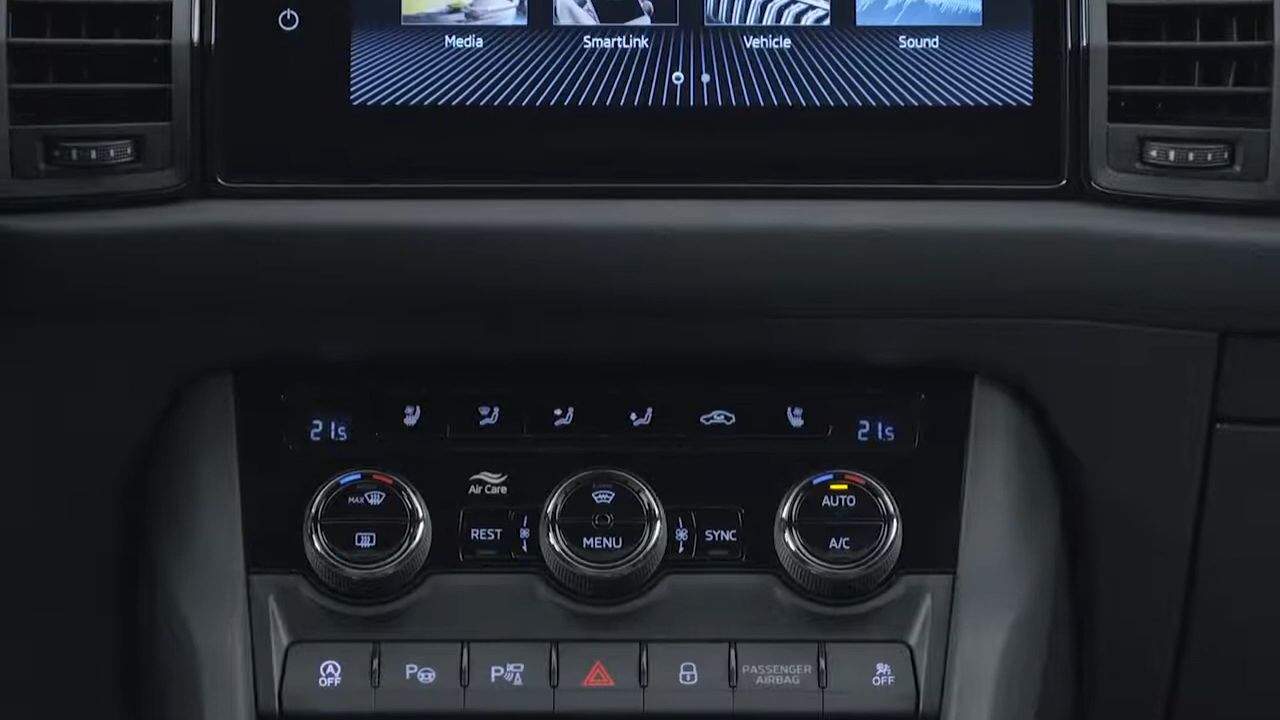 Media SmartLink Vehicle Sound
21.5 21.5
MAX
Air Care
AUTO
REST
MENU
SYNC
A/C
A
OFF
P
P
PASSENGER
AIRBAG
OFF